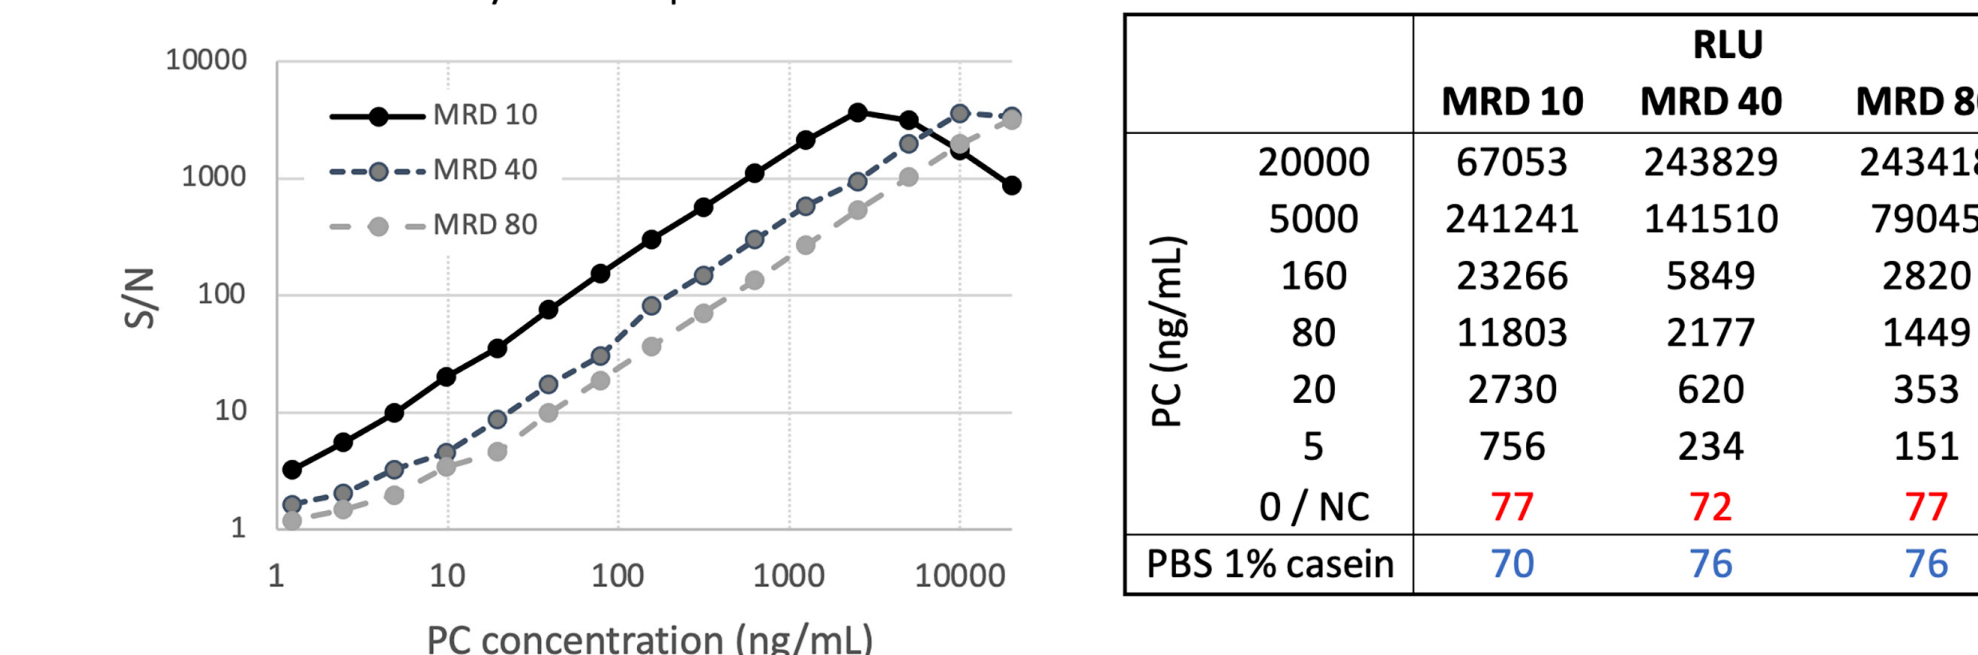 10000
1000
100
10
1
S/N
MRD 10
MRD 40
MRD 80
1 10 100 1000 10000
PC concentration (ng/mL)
RLU
MRD 10 MRD 40
PC (ng/mL)
20000 67053 243829
5000 241241 141510 79045
160 23266 5849 2820
80 11803 2177 1449
20 2730 620 353
5 756 234 151
0 / NC 77 72 77
PBS 1% casein 70 76 76